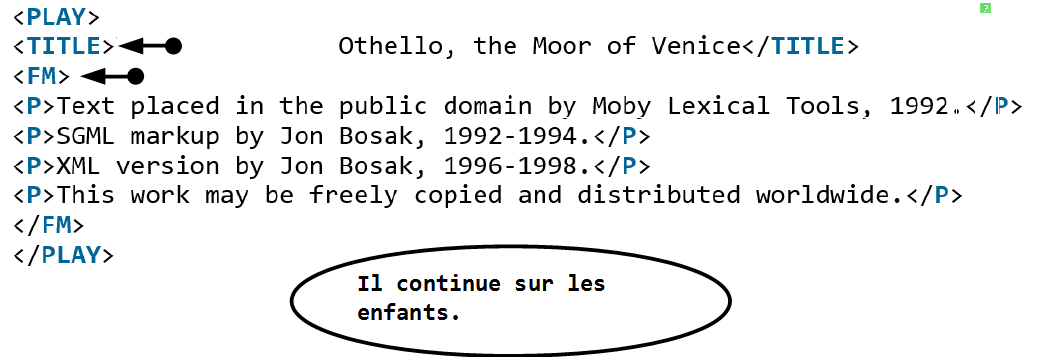 <PLAY>
<TITLE> Othello, the Moor of Venice</TITLE>
<FM>
<P>Text placed in the public domain by Moby Lexical Tools, 1992.</P>
<P>SGML markup by Jon Bosak, 1992-1994.</P>
<P>XML version by Jon Bosak, 1996-1998.</P>
<P>This work may be freely copied and distributed worldwide.</P>
</FM>
</PLAY>
Il continue sur les
enfants.